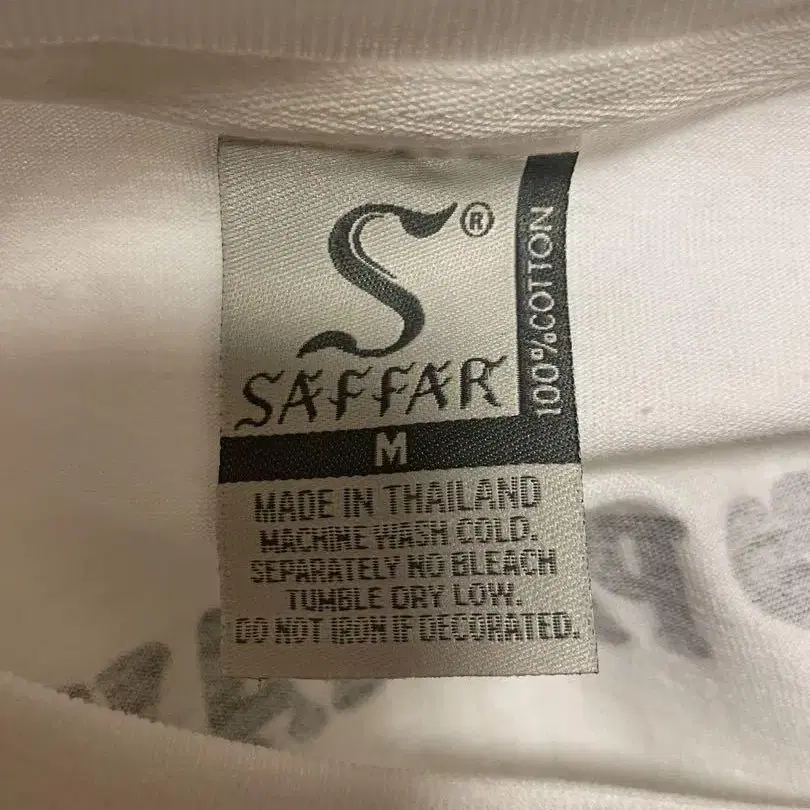 S®
SAFFAR
100% COTTON
M
MADE IN THAILAND
MACHINE WASH COLD.
SEPARATELY NO BLEACH
TUMBLE DRY LOW.
DO NOT IRON IF DECORATED.